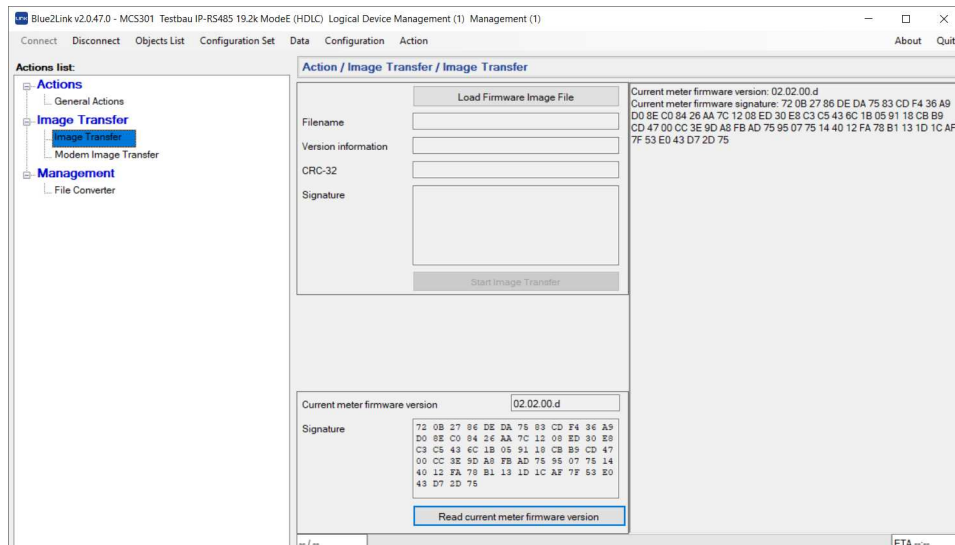 LINK Blue2Link v2.0.47.0 - MCS301 Testbau IP-RS485 19.2k ModeE (HDLC) Logical Device Management (1) Management (1)
Connect Disconnect Objects List Configuration Set Data Configuration Action About Quit
Actions list:
Actions
General Actions
Image Transfer
Image Transfer
Modem Image Transfer
Management
File Converter
Action / Image Transfer / Image Transfer
Load Firmware Image File
Filename
Version information
CRC-32
Signature
Start Image Transfer
Current meter firmware version 02.02.00.d
Signature
72 0B 27 86 DE DA 75 83 CD F4 36 A9
D0 8E C0 84 26 AA 7C 12 08 ED 30 E8
C3 C5 43 6C 1B 05 91 18 CB B9 CD 47
00 CC 3E 9D A8 FB AD 75 95 07 75 14
40 12 FA 78 B1 13 1D 1C AF 7F 53 E0
43 D7 2D 75
Read current meter firmware version
Current meter firmware version: 02.02.00.d
Current meter firmware signature: 72 0B 27 86 DE DA 75 83 CD F4 36 A9
D0 8E C0 84 26 AA 7C 12 08 ED 30 E8 C3 C5 43 6C 1B 05 91 18 CB B9
CD 47 00 CC 3E 9D A8 FB AD 75 95 07 75 14 40 12 FA 78 B1 13 1D 1C AF
7F 53 E0 43 D7 2D 75
-- / --
ETA --:--